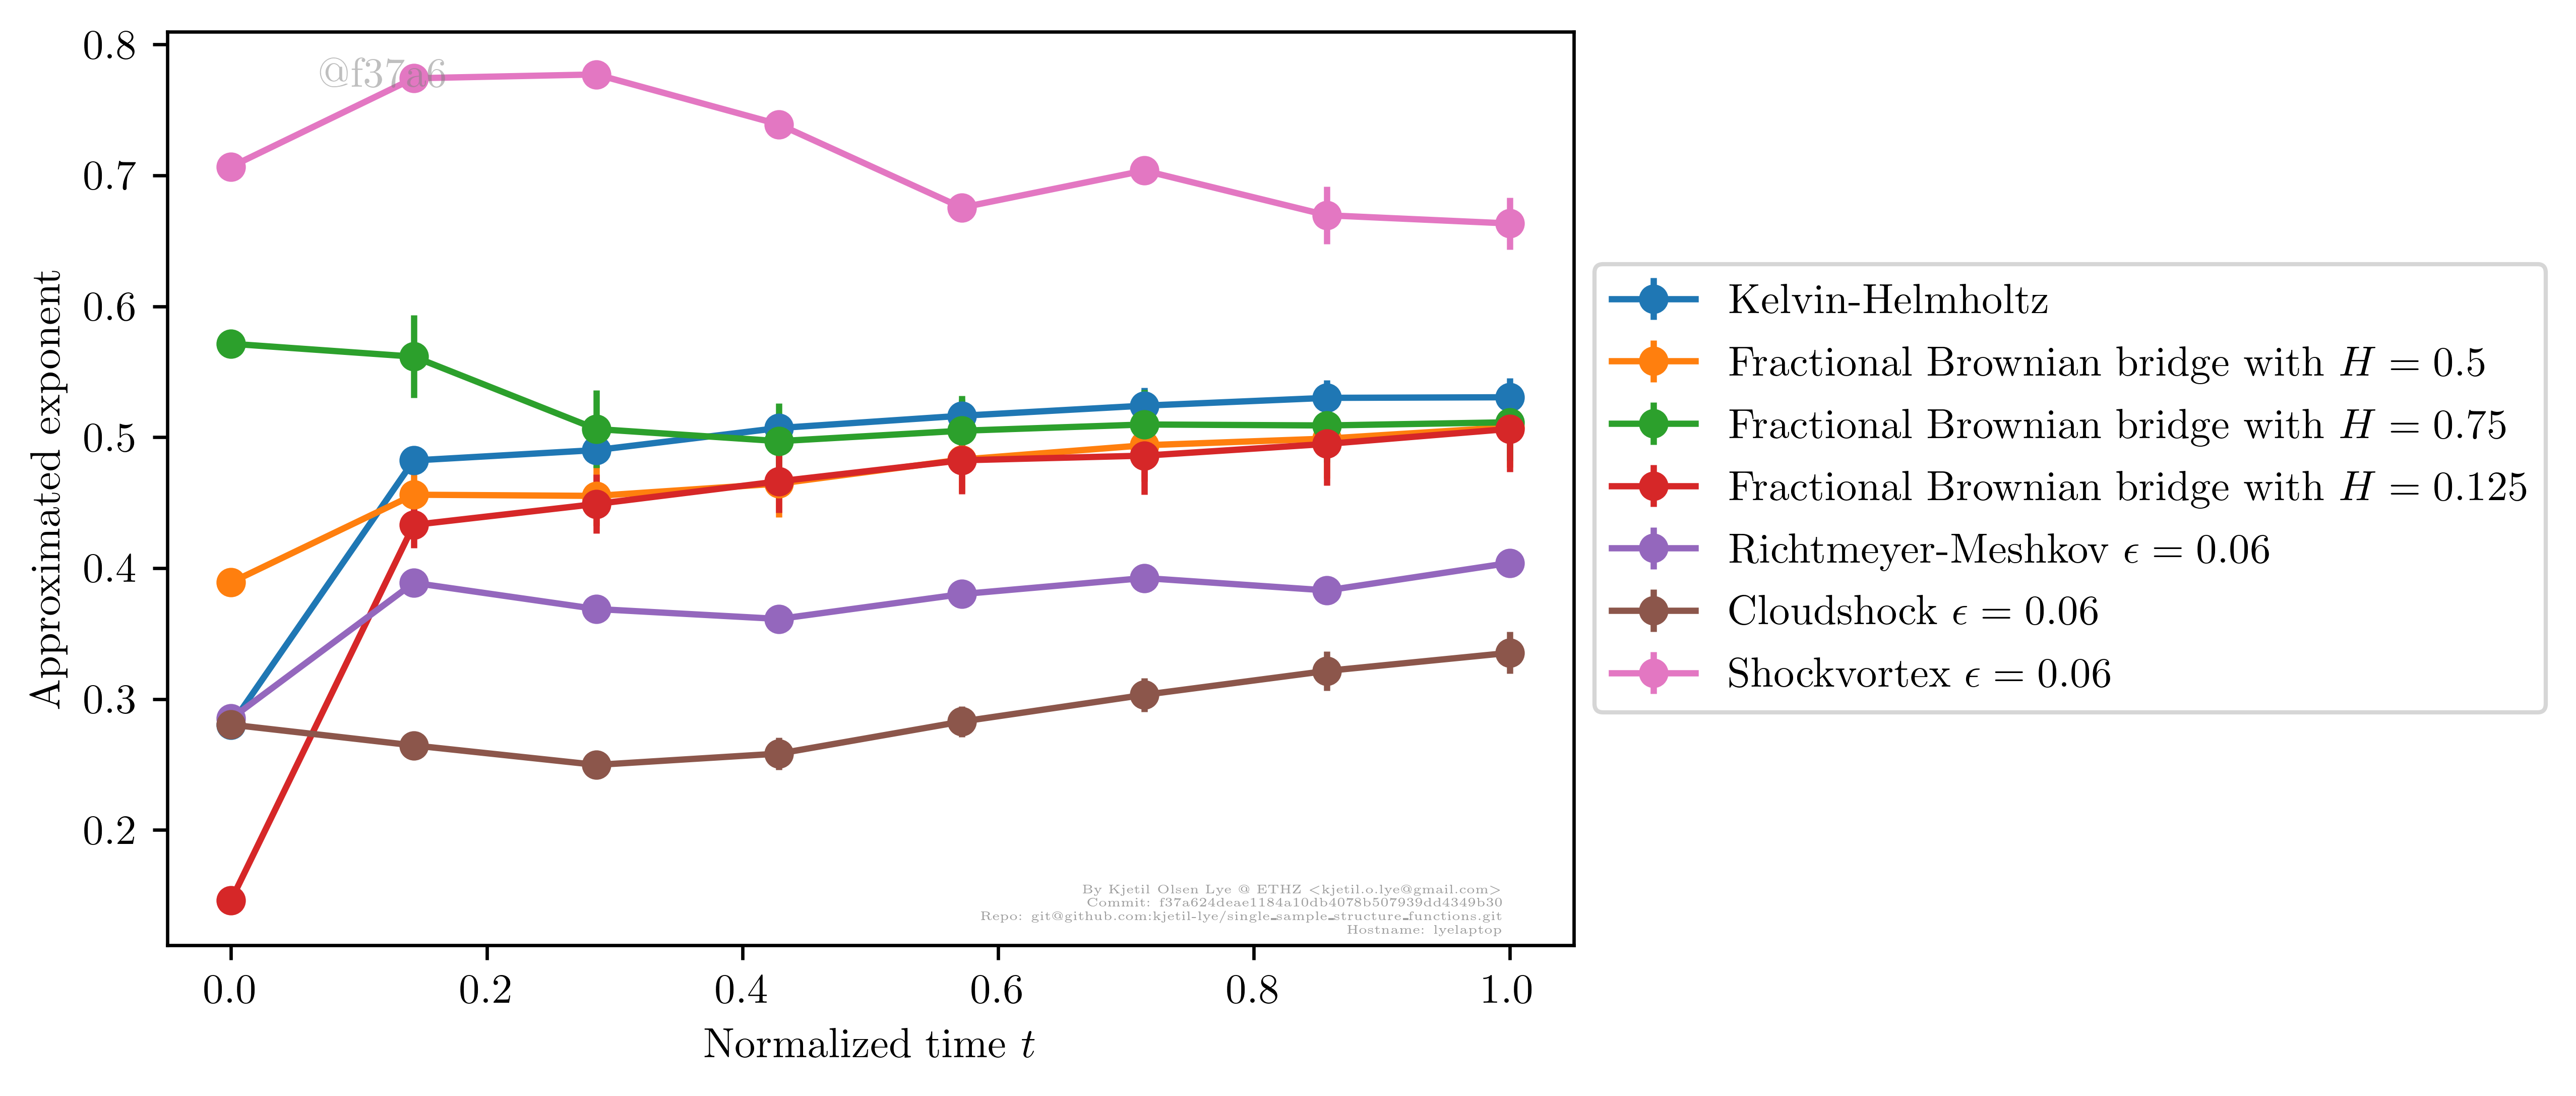 @f37a6
0.8
0.7
0.6
0.5
0.4
0.3
0.2
Approximated exponent
0.0 0.2 0.4 0.6 0.8 1.0
Normalized time t
By Kjetil Olsen Lye @ ETHZ <kjetil.o.lye@gmail.com>
Commit: f37a624deae1184a10db4078b507939dd4349b30
Repo: git@github.com:kjetil-lye/single_sample_structure_functions.git
Hostname: lyelaptop
Kelvin-Helmholtz
Fractional Brownian bridge with H = 0.5
Fractional Brownian bridge with H = 0.75
Fractional Brownian bridge with H = 0.125
Richtmeyer-Meshkov ϵ = 0.06
Cloudshock ϵ = 0.06
Shockvortex ϵ = 0.06